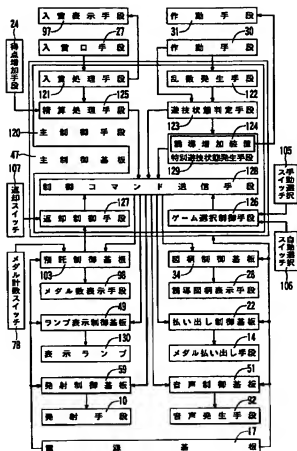 24
得点増加手段
入賞表示手段
97
27
入賞口手段
入賞処理手段
121
125
精算処理手段
120
主制御手段
47
主制御基板
107
返却スイッチ
作動手段
31
30
作動手段
乱数発生手段
122
遊技状態判定手段
123
124
誘導増加装置
特別遊技状態発生手段
129
128
制御コマンド送信手段
127
返却制御手段
126
ゲーム選択制御手段
105
手動選択スイッチ
106
自動選択スイッチ
預託制御基板
103
98
メダル数表示手段
49
ランプ表示制御基板
表示ランプ
130
59
発射制御基板
発射手段
10
メダル計数スイッチ
78
図柄制御基板
34
28
誘導図柄表示手段
22
払い出し制御基板
14
メダル払い出し手段
51
音声制御基板
音声発生手段
92
17
電源基板